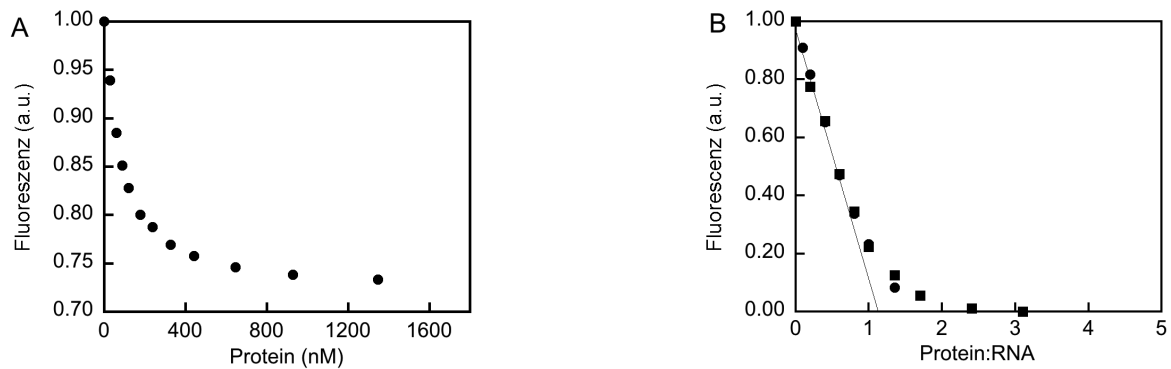 A
1.00
0.95
0.90
0.85
0.80
0.75
0.70
Fluoreszenz (a.u.)
0 400 800 1200 1600
Protein (nM)
B
1.00
0.80
0.60
0.40
0.20
0.00
Fluorescenz (a.u.)
0 1 2 3 4 5
Protein:RNA